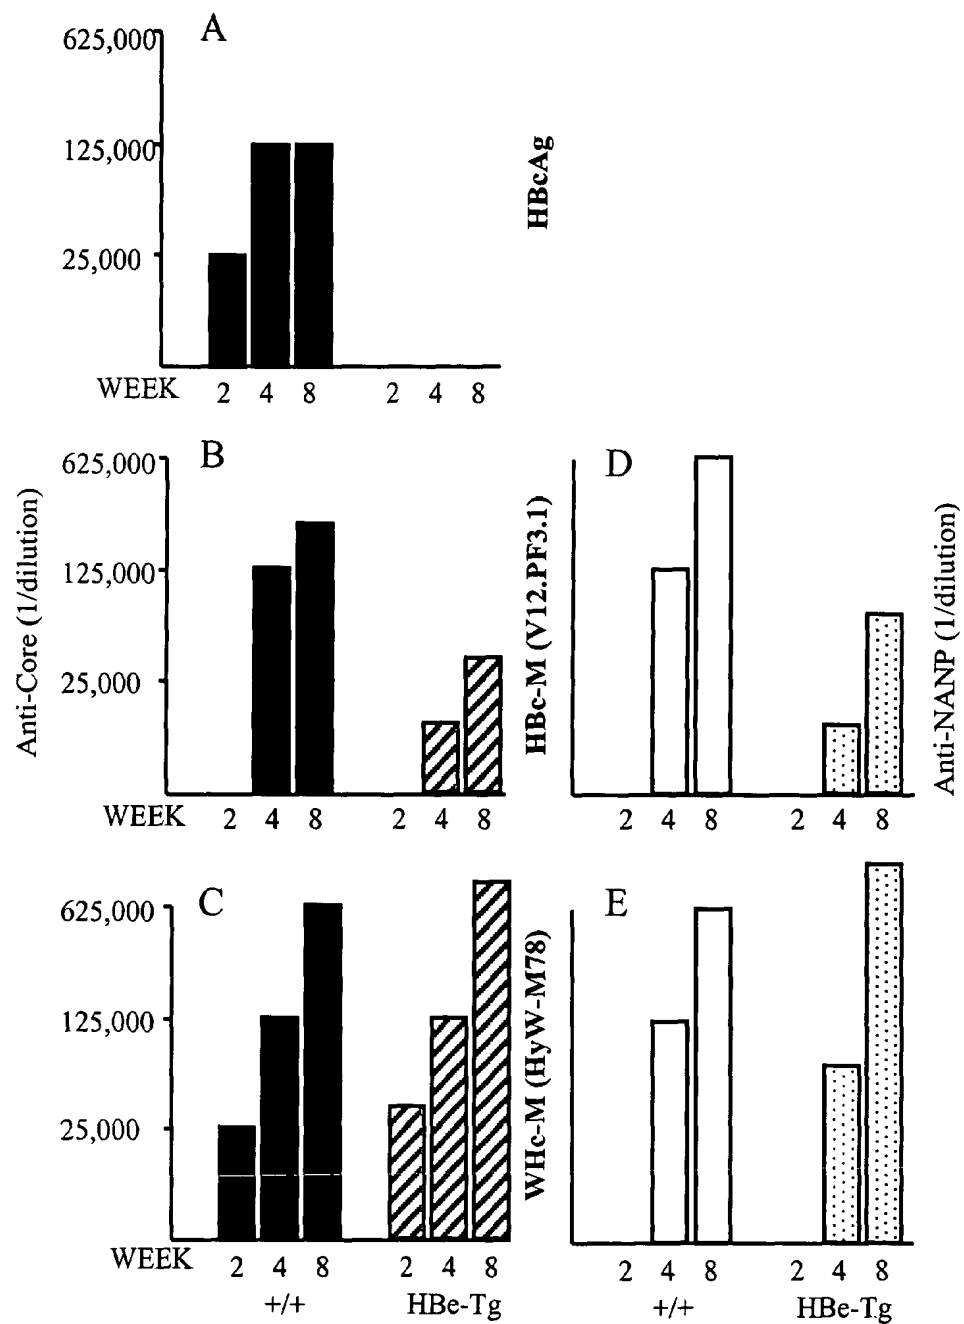 A
625,000
125,000
25,000
HBcAg
WEEK 2 4 8 2 4 8
Anti-Core (1/dilution)
B
625,000
125,000
25,000
WEEK 2 4 8 2 4 8
HBc-M (V12.PF3.1)
D
2 4 8 2 4 8
Anti-NANP (1/dilution)
C
625,000
125,000
25,000
WEEK 2 4 8 2 4 8
+/+ HBe-Tg
WHc-M (HyW-M78)
E
2 4 8 2 4 8
+/+ HBe-Tg